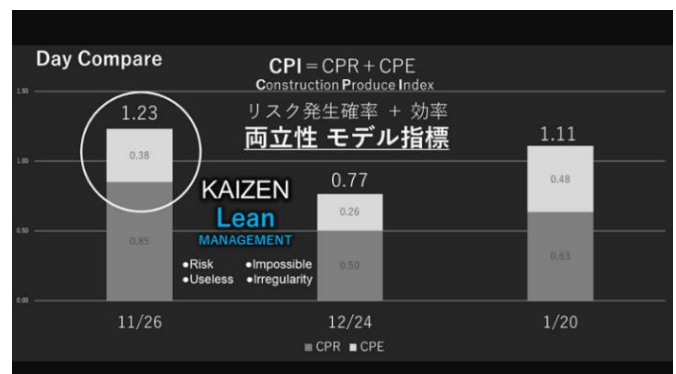 Day Compare
CPI = CPR + CPE
Construction Produce Index
リスク発生確率 + 効率
両立性 モデル指標
1.50
1.00
0.50
0.00
1.23
0.38
0.85
KAIZEN
Lean
MANAGEMENT
●Risk ●Impossible
●Useless ●Irregularity
0.77
0.26
0.50
1.11
0.48
0.63
11/26 12/24 1/20
■CPR ■CPE